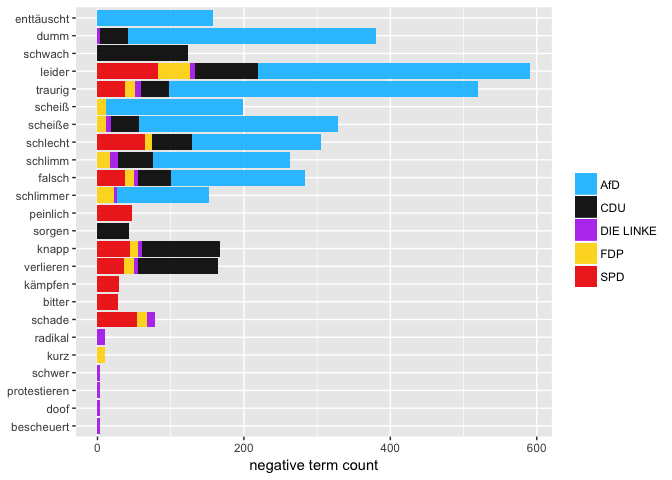 enttäuscht
dumm
schwach
leider
traurig
scheiß
scheiße
schlecht
schlimm
falsch
schlimmer
peinlich
sorgen
knapp
verlieren
kämpfen
bitter
schade
radikal
kurz
schwer
protestieren
doof
bescheuert
0 200 400 600
negative term count
AfD
CDU
DIE LINKE
FDP
SPD